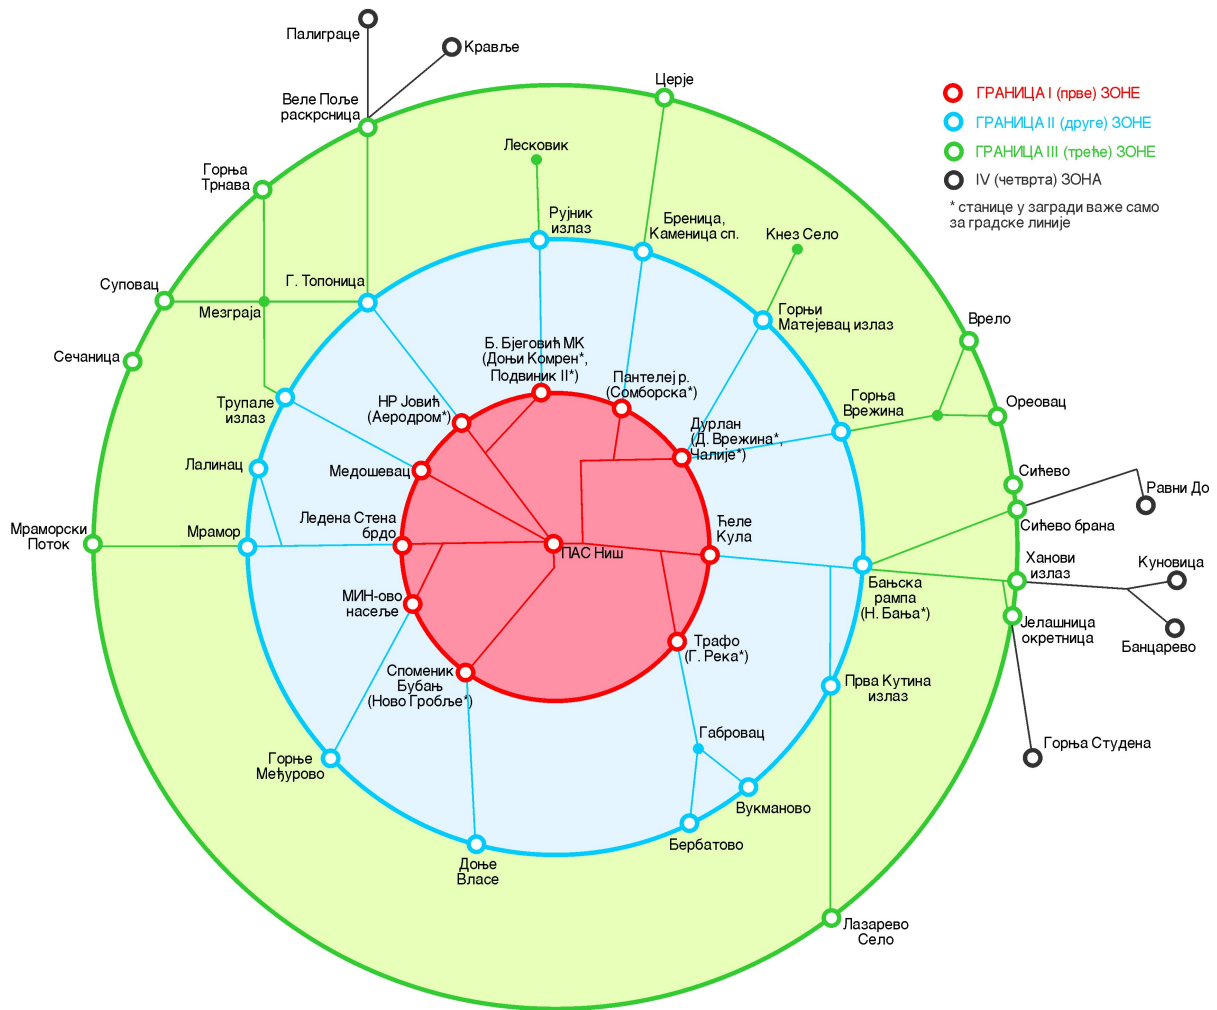 Палиграце
Кравље
Веле Поље
раскрсница
Церје
ГРАНИЦА I (прве) ЗОНЕ
ГРАНИЦА II (друге) ЗОНЕ
ГРАНИЦА III (треће) ЗОНЕ
IV (четврта) ЗОНА
* станице у загради важе само
за градске линије
Лесковик
Горња
Трнава
Рујник
излаз
Бреница,
Каменица сп.
Кнез Село
Суповац
Г. Топоница
Мезграја
Горњи
Матејевац излаз
Врело
Сечаница
Б. Бјеговић МК
(Доњи Комрен*,
Подвиник II*)
Пантелеј р.
(Сомборска*)
Трупале
излаз
НР Јовић
(Аеродром*)
Горња
Врежина
Ореовац
Дурлан
(Д. Врежина*,
Чалије*)
Лалинац
Медошевац
Сићево
Равни До
Сићево брана
Мраморски
Поток
Мрамор
Ледена Стена
брдо
ПАС Ниш
Ћеле
Кула
Ханови
излаз
Куновица
Бањска
рампа
(Н. Бања*)
МИН-ово
насеље
Јелашница
окретница
Банцарево
Трафо
(Г. Река*)
Споменик
Бубањ
(Ново Гробље*)
Прва Кутина
излаз
Габровац
Горња Студена
Горње
Међурово
Вукманово
Бербатово
Доње
Власе
Лазарево
Село